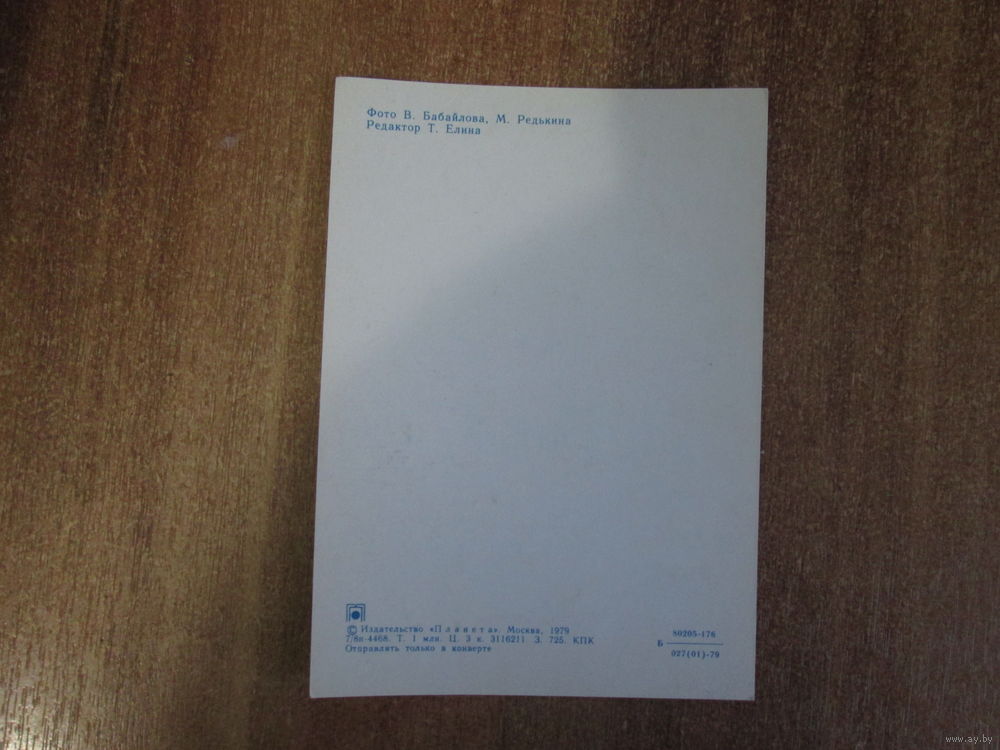 Фото В. Бабайлова, М. Редькина
Редактор Т. Елина
© Издательство «Планета». Москва, 1979
7/8п-4468. Т. 1 млн. Ц. 3 к. 3116211. З. 725. КПК
Отправлять только в конверте
Б 80205-176
027(01)-79
www.ay.by